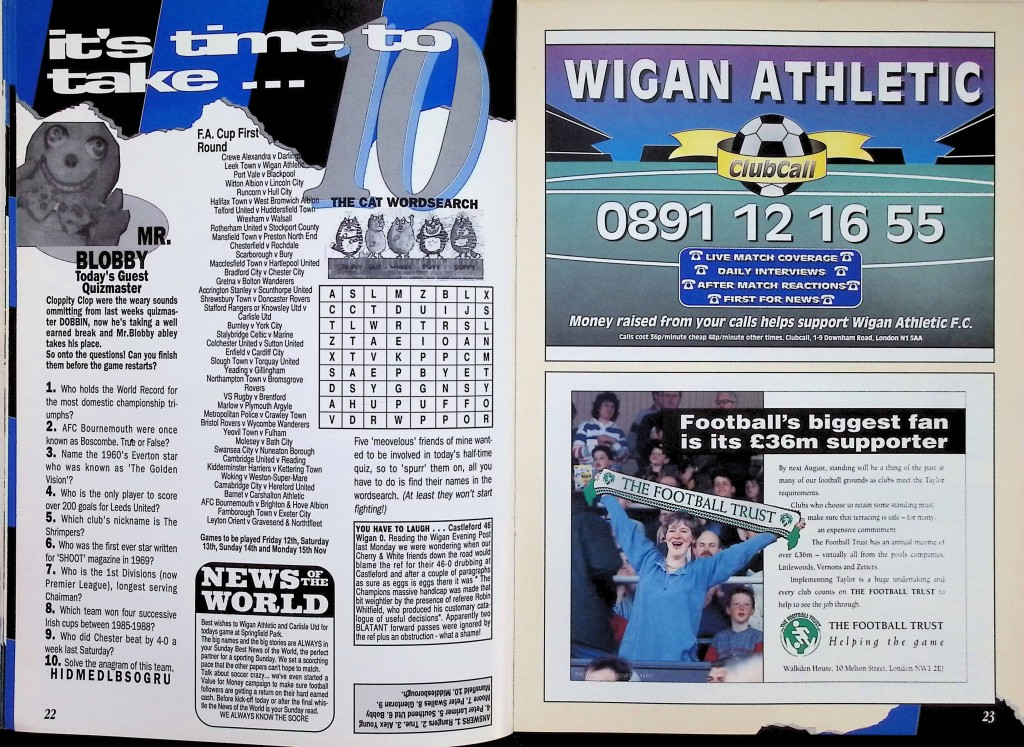 it's time to
take ...
10
MR.
BLOBBY
Today's Guest
Quizmaster
Cloppity Clop were the weary sounds
ommitting from last weeks quizmas-
ter DOBBIN, now he's taking a well
earned break and Mr.Blobby abley
takes his place.
So onto the questions! Can you finish
them before the game restarts?
1. Who holds the World Record for
the most domestic championship tri-
umphs?
2. AFC Bournemouth were once
known as Boscombe. True or False?
3. Name the 1960's Everton star
who was known as 'The Golden
Vision'?
4. Who is the only player to score
over 200 goals for Leeds United?
5. Which club's nickname is The
Shrimpers?
6. Who was the first ever star written
for 'SHOOT' magazine in 1969?
7. Who is the 1st Divisions (now
Premier League), longest serving
Chairman?
8. Which team won four successive
Irish cups between 1985-1988?
9. Who did Chester beat by 4-0 a
week last Saturday?
10. Solve the anagram of this team.
HIDMEDLBSOGRU
22
F.A. Cup First
Round
Crewe Alexandra v Darling
Leek Town v Wigan Athletic
Port Vale v Blackpool
Witton Albion v Lincoln City
Runcorn v Hull City
Halifax Town v West Bromwich Albion
Telford United v Huddersfield Town
Wrexham v Walsall
Rotherham United v Stockport County
Mansfield Town v Preston North End
Chesterfield v Rochdale
Scarborough v Bury
Macclesfield Town v Hartlepool United
Bradford City v Chester City
Gretna v Bolton Wanderers
Accrington Stanley v Scunthorpe United
Shrewsbury Town v Doncaster Rovers
Stafford Rangers or Knowsley Utd v
Carlisle Utd
Burnley v York City
Stalybridge Celtic v Marine
Colchester United v Sutton United
Enfield v Cardiff City
Slough Town v Torquay United
Yeading v Gillingham
Northampton Town v Bromsgrove
Rovers
VS Rugby v Brentford
Marlow v Plymouth Argyle
Metropolitan Police v Crawley Town
Bristol Rovers v Wycombe Wanderers
Yeovil Town v Fulham
Molesey v Bath City
Swansea City v Nuneaton Borough
Cambridge United v Reading
Kidderminster Harriers v Kettering Town
Woking v Weston-Super-Mare
Camabridge City v Hereford United
Barnet v Carshalton Athletic
AFC Bournemouth v Brighton & Hove Albion
Farnborough Town v Exeter City
Leyton Orient v Gravesend & Northfleet
Games to be played Friday 12th, Saturday
13th, Sunday 14th and Monday 15th Nov
NEWS OF THE
WORLD
Best wishes to Wigan Athletic and Carlisle Utd for
todays game at Springfield Park.
The big names and the big stories are ALWAYS in
your Sunday Best News of the World, the perfect
partner for a sporting Sunday. We set a scorching
pace that the other papers can't hope to match.
Talk about soccer crazy... we've even started a
Value for Money campaign to make sure football
followers are getting a return on their hard earned
cash. Before kick-off today or after the final whis-
tle the News of the World is your Sunday read.
WE ALWAYS KNOW THE SOCRE
THE CAT WORDSEARCH
A S L M Z B L X
C C T D U I J S
T L W R T R S L
Z T A E I O A N
X T V K P P C M
S A E P B Y E T
D S Y G G N S Y
A H U P U F F O
V D R W P P O R
Five 'meovelous' friends of mine want-
ed to be involved in today's half-time
quiz, so to 'spurr' them on, all you
have to do is find their names in the
wordsearch. (At least they won't start
fighting!)
YOU HAVE TO LAUGH . . . Castleford 46
Wigan 0. Reading the Wigan Evening Post
last Monday we were wondering when our
Cherry & White friends down the road would
blame the ref for their 46-0 drubbing at
Castleford and after a couple of paragraphs
as sure as eggs is eggs there it was " The
Champions massive handicap was made that
bit weightier by the presence of referee Robin
Whitfield, who produced his customary cata-
logue of useful decisions". Apparently two
BLATANT forward passes were ignored by
the ref plus an obstruction - what a shame!
ANSWERS 1. Rangers 2. True. 3. Alex Young
4. Peter Lorimer 5. Southend Utd 6. Bobby
Moore 7. Peter Swailes 8. Glentoran 9.
Mansfield 10. Middlesborough.
WIGAN ATHLETIC
ClubCall
0891 12 16 55
LIVE MATCH COVERAGE
DAILY INTERVIEWS
AFTER MATCH REACTIONS
FIRST FOR NEWS
Money raised from your calls helps support Wigan Athletic F.C.
Calls cost 36p/minute cheap 48p/minute other times. Clubcall, 1-9 Downham Road, London N1 5AA
Football's biggest fan
is its £36m supporter
THE FOOTBALL TRUST
By next August, standing will be a thing of the past at
many of our football grounds as clubs meet the Taylor
requirements.
Clubs who choose to retain some standing must
make sure that terracing is safe – for many,
an expensive commitment.
The Football Trust has an annual income of
over £36m – virtually all from the pools companies,
Littlewoods, Vernons and Zetters.
Implementing Taylor is a huge undertaking and
every club counts on THE FOOTBALL TRUST to
help to see the job through.
THE FOOTBALL TRUST
Helping the game
Walkden House, 10 Melton Street, London NW1 2EJ
23